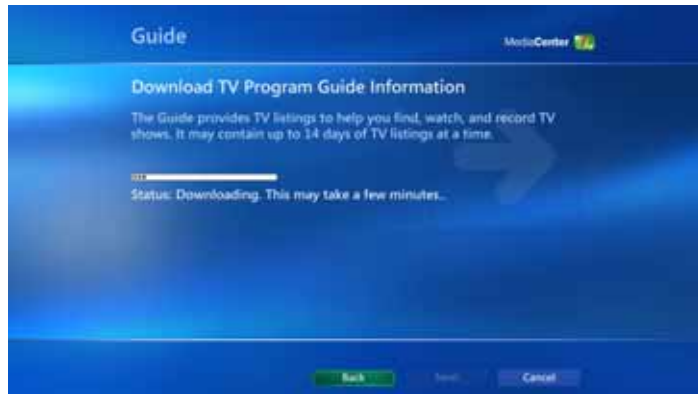 Guide
MediaCenter
Download TV Program Guide Information
The Guide provides TV listings to help you find, watch, and record TV
shows. It may contain up to 14 days of TV listings at a time.
Status: Downloading. This may take a few minutes..
Back
Next
Cancel